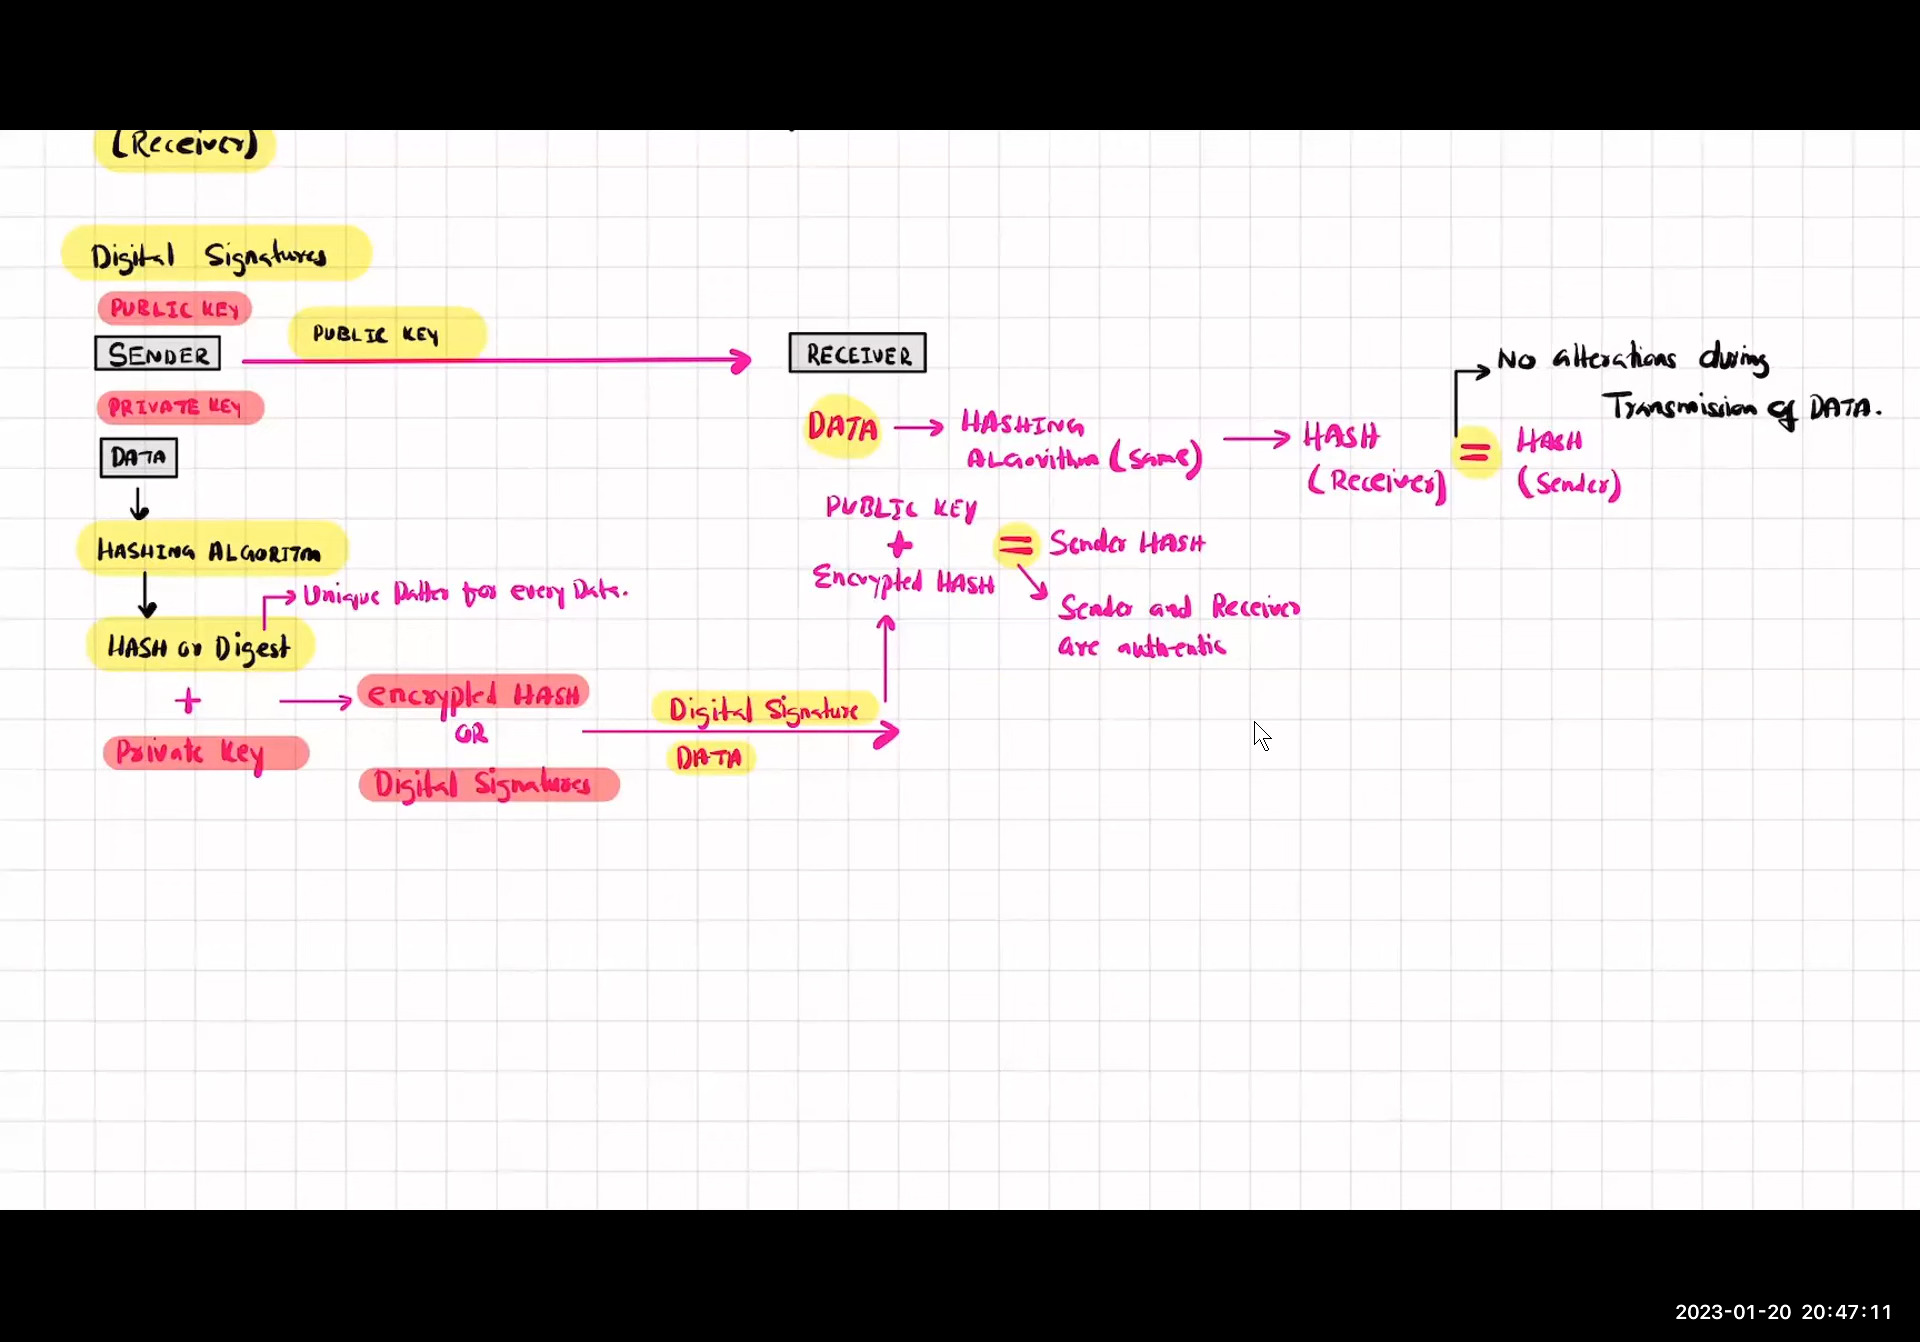 (Receiver)
Digital Signatures
PUBLIC KEY
SENDER
PUBLIC KEY
PRIVATE KEY
DATA
HASHING ALGORITM
Unique Patter for every Data.
HASH or Digest
+
Private Key
encrypted HASH
OR
Digital Signatures
Digital Signature
DATA
RECEIVER
DATA
HASHING
ALGorithm (Same)
HASH
(Receiver)
=
HASH
(Sender)
No alterations during
Transmission of DATA.
PUBLIC KEY
+
Encrypted HASH
= Sender HASH
Sender and Receiver
are authentic
2023-01-20 20:47:11